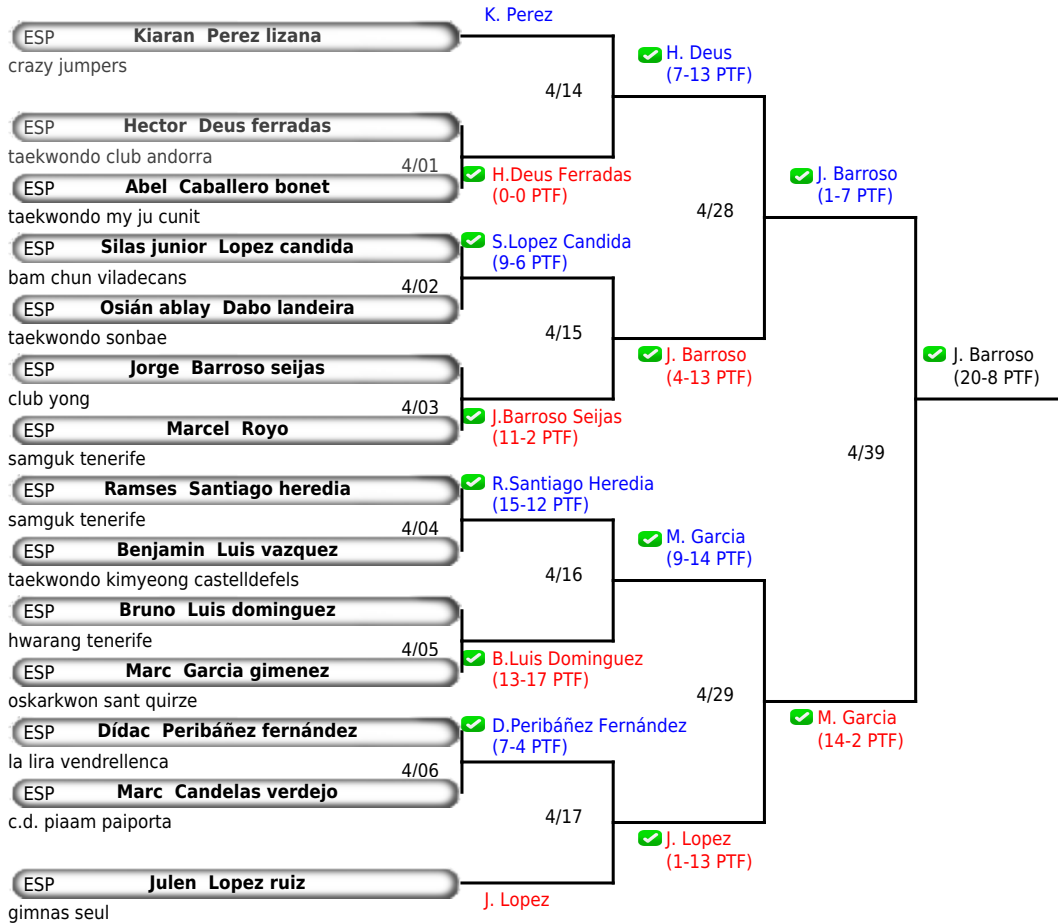 K. Perez
ESP Kiaran Perez lizana
crazy jumpers
H. Deus
(7-13 PTF)
4/14
ESP Hector Deus ferradas
taekwondo club andorra
4/01
H.Deus Ferradas
(0-0 PTF)
J. Barroso
(1-7 PTF)
ESP Abel Caballero bonet
taekwondo my ju cunit
4/28
ESP Silas junior Lopez candida
S.Lopez Candida
(9-6 PTF)
bam chun viladecans
4/02
ESP Osián ablay Dabo landeira
taekwondo sonbae
4/15
J. Barroso
(4-13 PTF)
J. Barroso
(20-8 PTF)
ESP Jorge Barroso seijas
club yong
4/03
J.Barroso Seijas
(11-2 PTF)
ESP Marcel Royo
samguk tenerife
4/39
ESP Ramses Santiago heredia
R.Santiago Heredia
(15-12 PTF)
samguk tenerife
4/04
M. Garcia
(9-14 PTF)
ESP Benjamin Luis vazquez
taekwondo kimyeong castelldefels
4/16
ESP Bruno Luis dominguez
hwarang tenerife
4/05
B.Luis Dominguez
(13-17 PTF)
ESP Marc Garcia gimenez
oskarkwon sant quirze
4/29
M. Garcia
(14-2 PTF)
ESP Dídac Peribáñez fernández
D.Peribáñez Fernández
(7-4 PTF)
la lira vendrellenca
4/06
ESP Marc Candelas verdejo
c.d. piaam paiporta
4/17
J. Lopez
(1-13 PTF)
ESP Julen Lopez ruiz
J. Lopez
gimnas seul